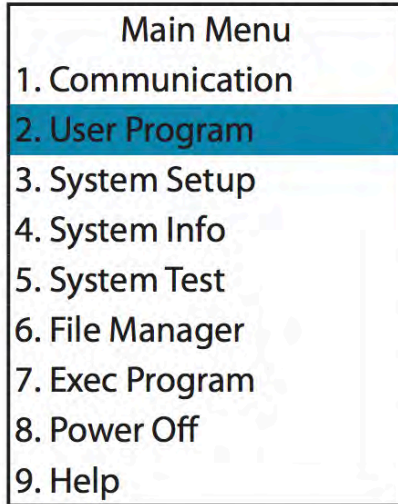 Main Menu
1. Communication
2. User Program
3. System Setup
4. System Info
5. System Test
6. File Manager
7. Exec Program
8. Power Off
9. Help